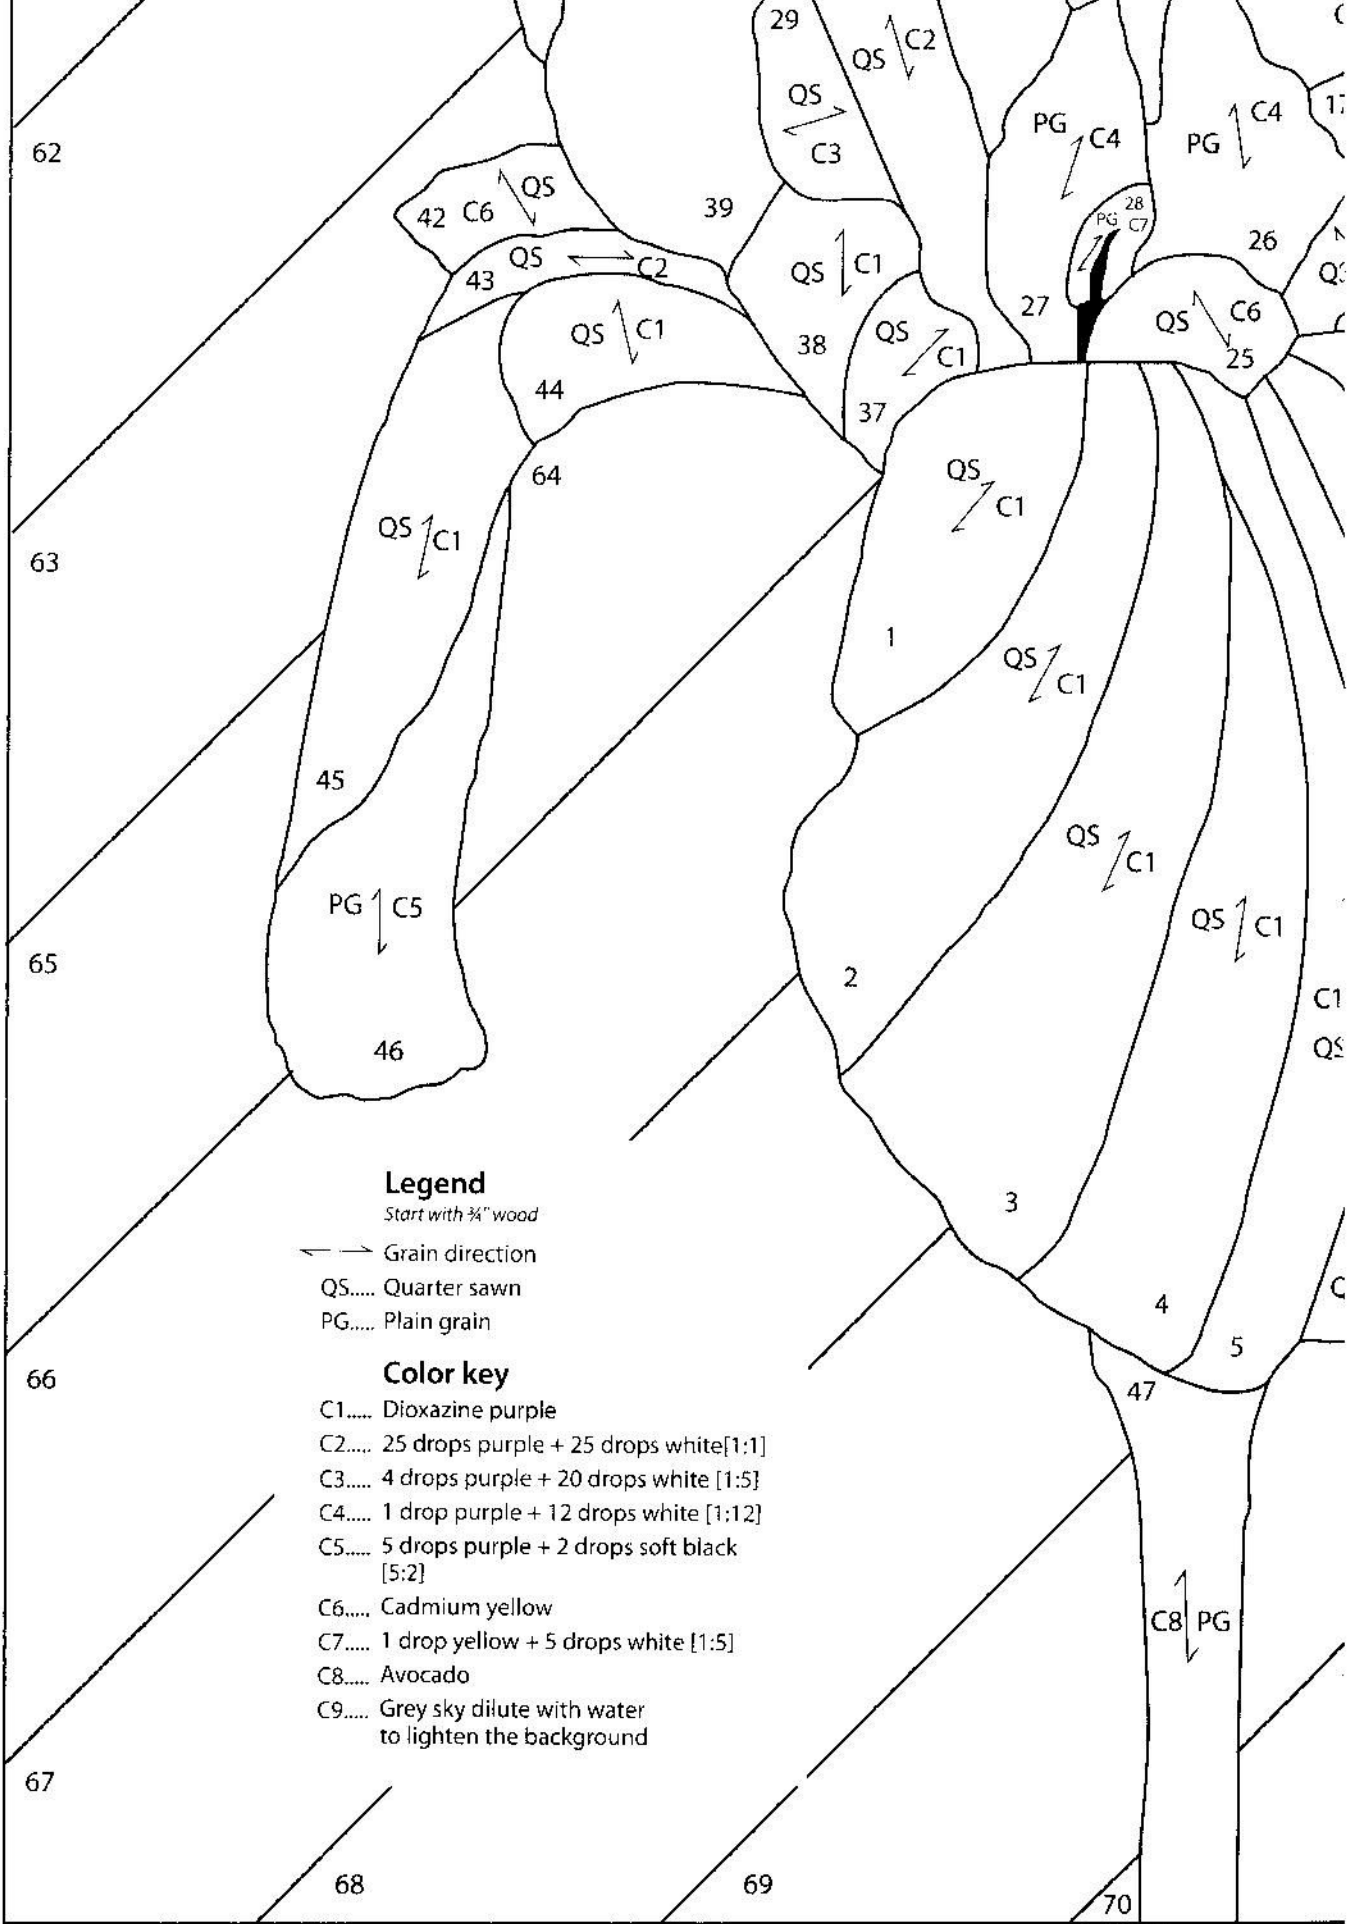 29
QS C2
QS
C3
PG C4
PG C4
17
62
42 C6 QS
39
28
PG C7
26
43 QS C2
QS C1
QS C1
38
QS C1
27
QS C6
25
44
37
64
QS C1
QS C1
63
1
QS C1
45
QS C1
QS C1
PG C5
65
2
C1
QS
46
3
4
5
47
Legend
Start with ¾" wood
Grain direction
QS..... Quarter sawn
PG..... Plain grain
66
Color key
C1..... Dioxazine purple
C2..... 25 drops purple + 25 drops white[1:1]
C3..... 4 drops purple + 20 drops white [1:5]
C4..... 1 drop purple + 12 drops white [1:12]
C5..... 5 drops purple + 2 drops soft black
[5:2]
C6..... Cadmium yellow
C7..... 1 drop yellow + 5 drops white [1:5]
C8..... Avocado
C9..... Grey sky dilute with water
to lighten the background
C8 PG
67
68
69
70